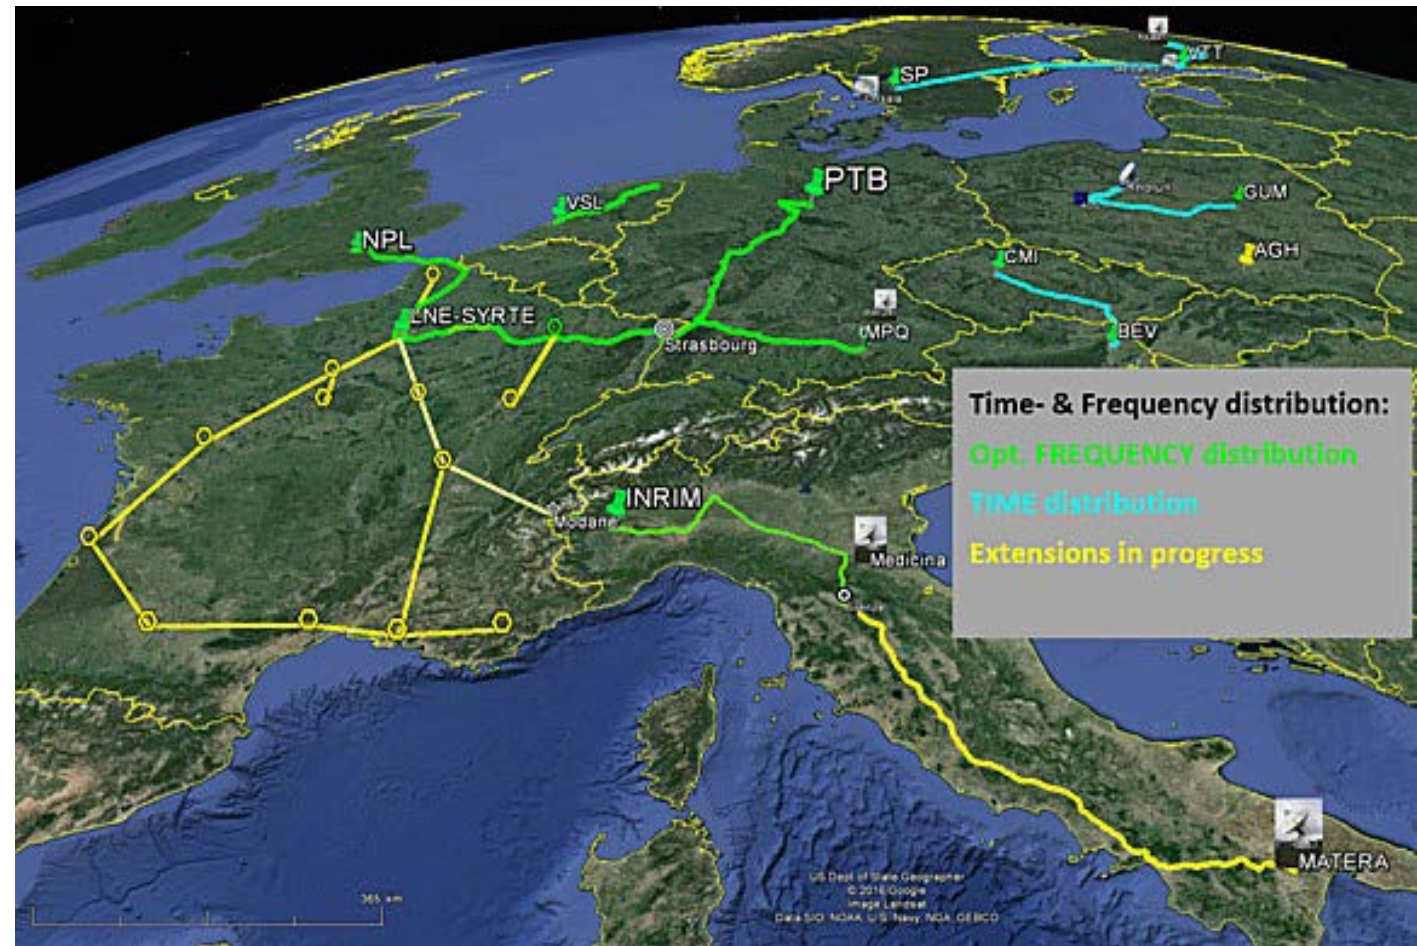 SP
VTT
PTB
VSL
GUM
NPL
AGH
CMI
LNE-SYRTE
MPQ
BEV
Strasbourg
Time- & Frequency distribution:
Opt. FREQUENCY distribution
TIME distribution
Extensions in progress
INRIM
Modane
Medicina
MATERA
US Dept of State Geographer
© 2016 Google
Image Landsat
Data SIO, NOAA, U.S. Navy, NGA, GEBCO
365 km